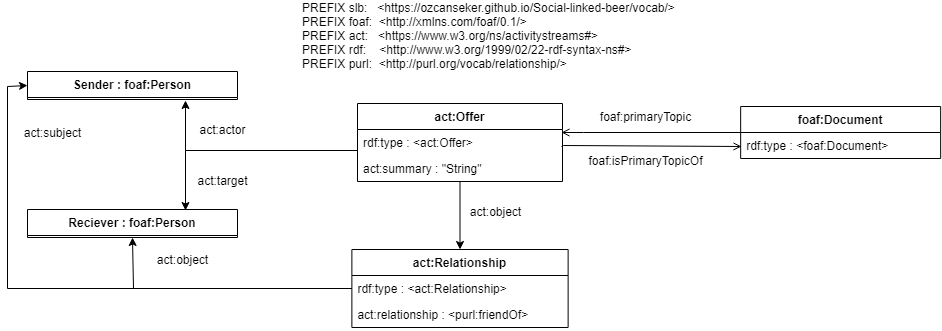 PREFIX slb: <https://ozcanseker.github.io/Social-linked-beer/vocab/>
PREFIX foaf: <http://xmlns.com/foaf/0.1/>
PREFIX act: <https://www.w3.org/ns/activitystreams#>
PREFIX rdf: <http://www.w3.org/1999/02/22-rdf-syntax-ns#>
PREFIX purl: <http://purl.org/vocab/relationship/>
Sender : foaf:Person
act:subject
act:actor
act:Offer
rdf:type : <act:Offer>
act:summary : "String"
foaf:primaryTopic
foaf:isPrimaryTopicOf
foaf:Document
rdf:type : <foaf:Document>
act:target
Reciever : foaf:Person
act:object
act:object
act:Relationship
rdf:type : <act:Relationship>
act:relationship : <purl:friendOf>